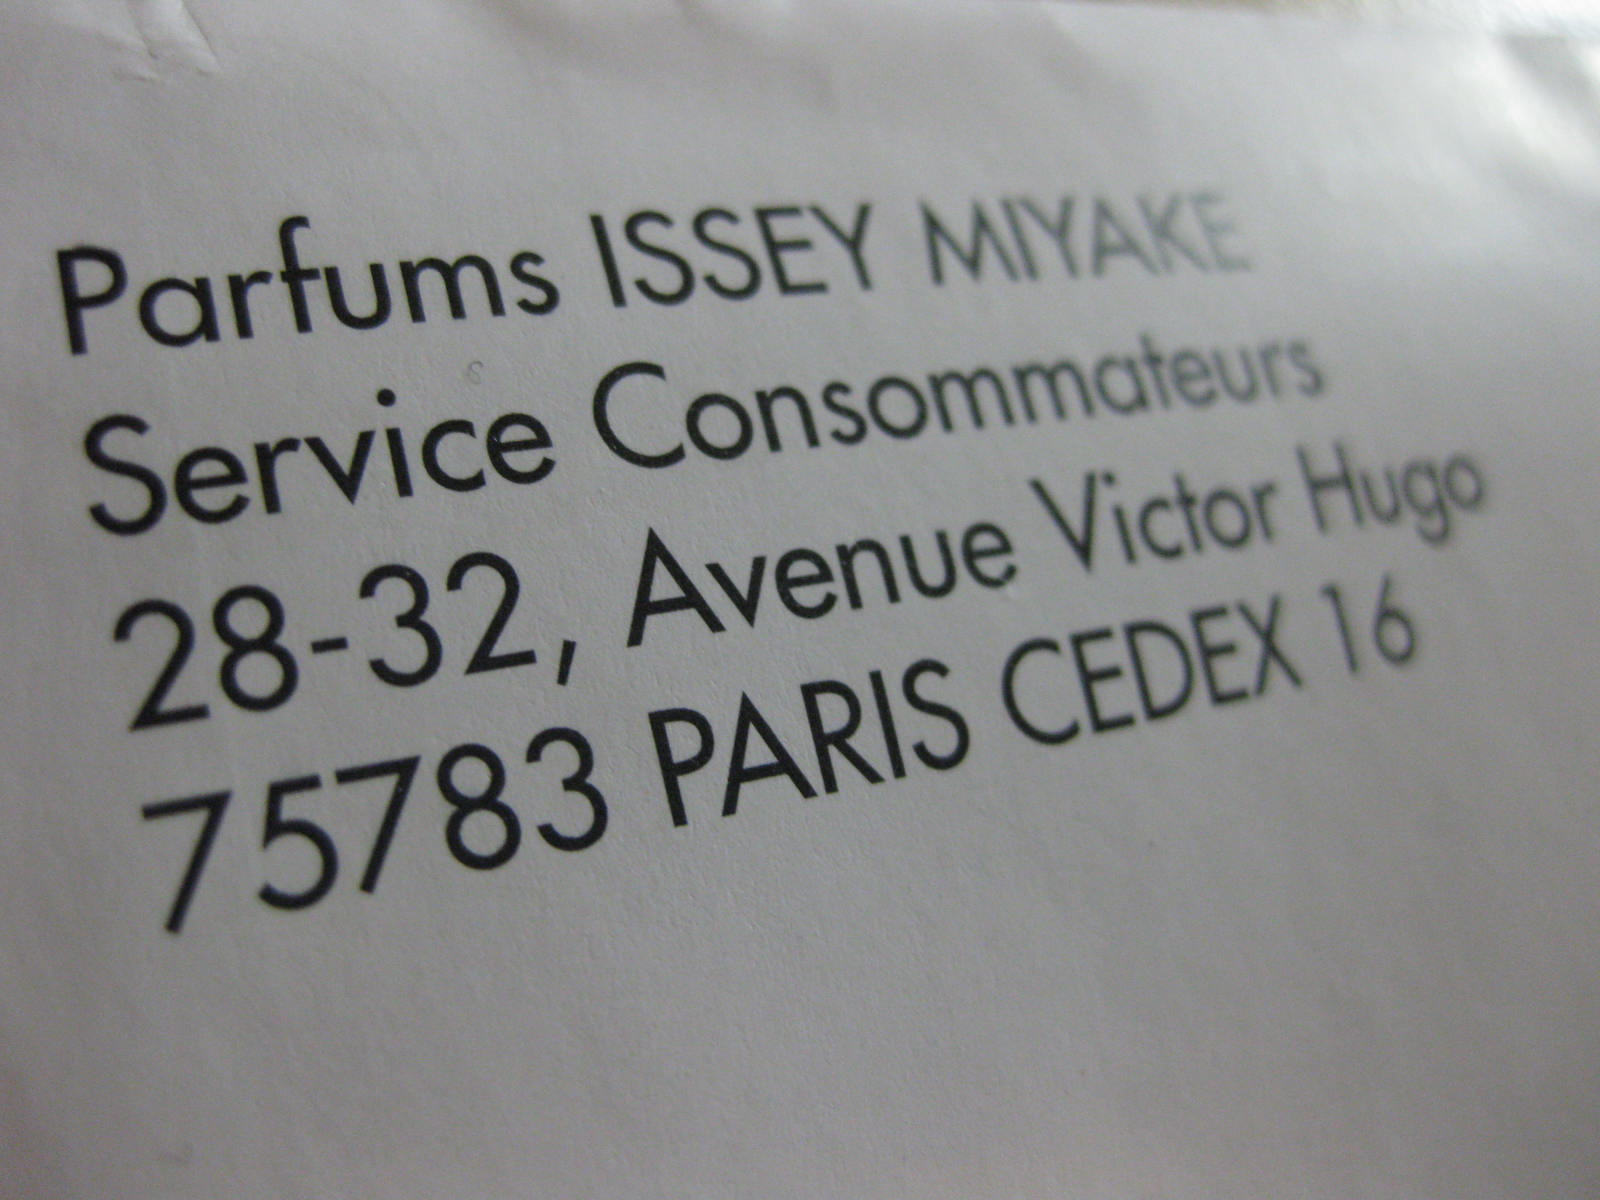 Parfums ISSEY MIYAKE
Service Consommateurs
28-32, Avenue Victor Hugo
75783 PARIS CEDEX 16